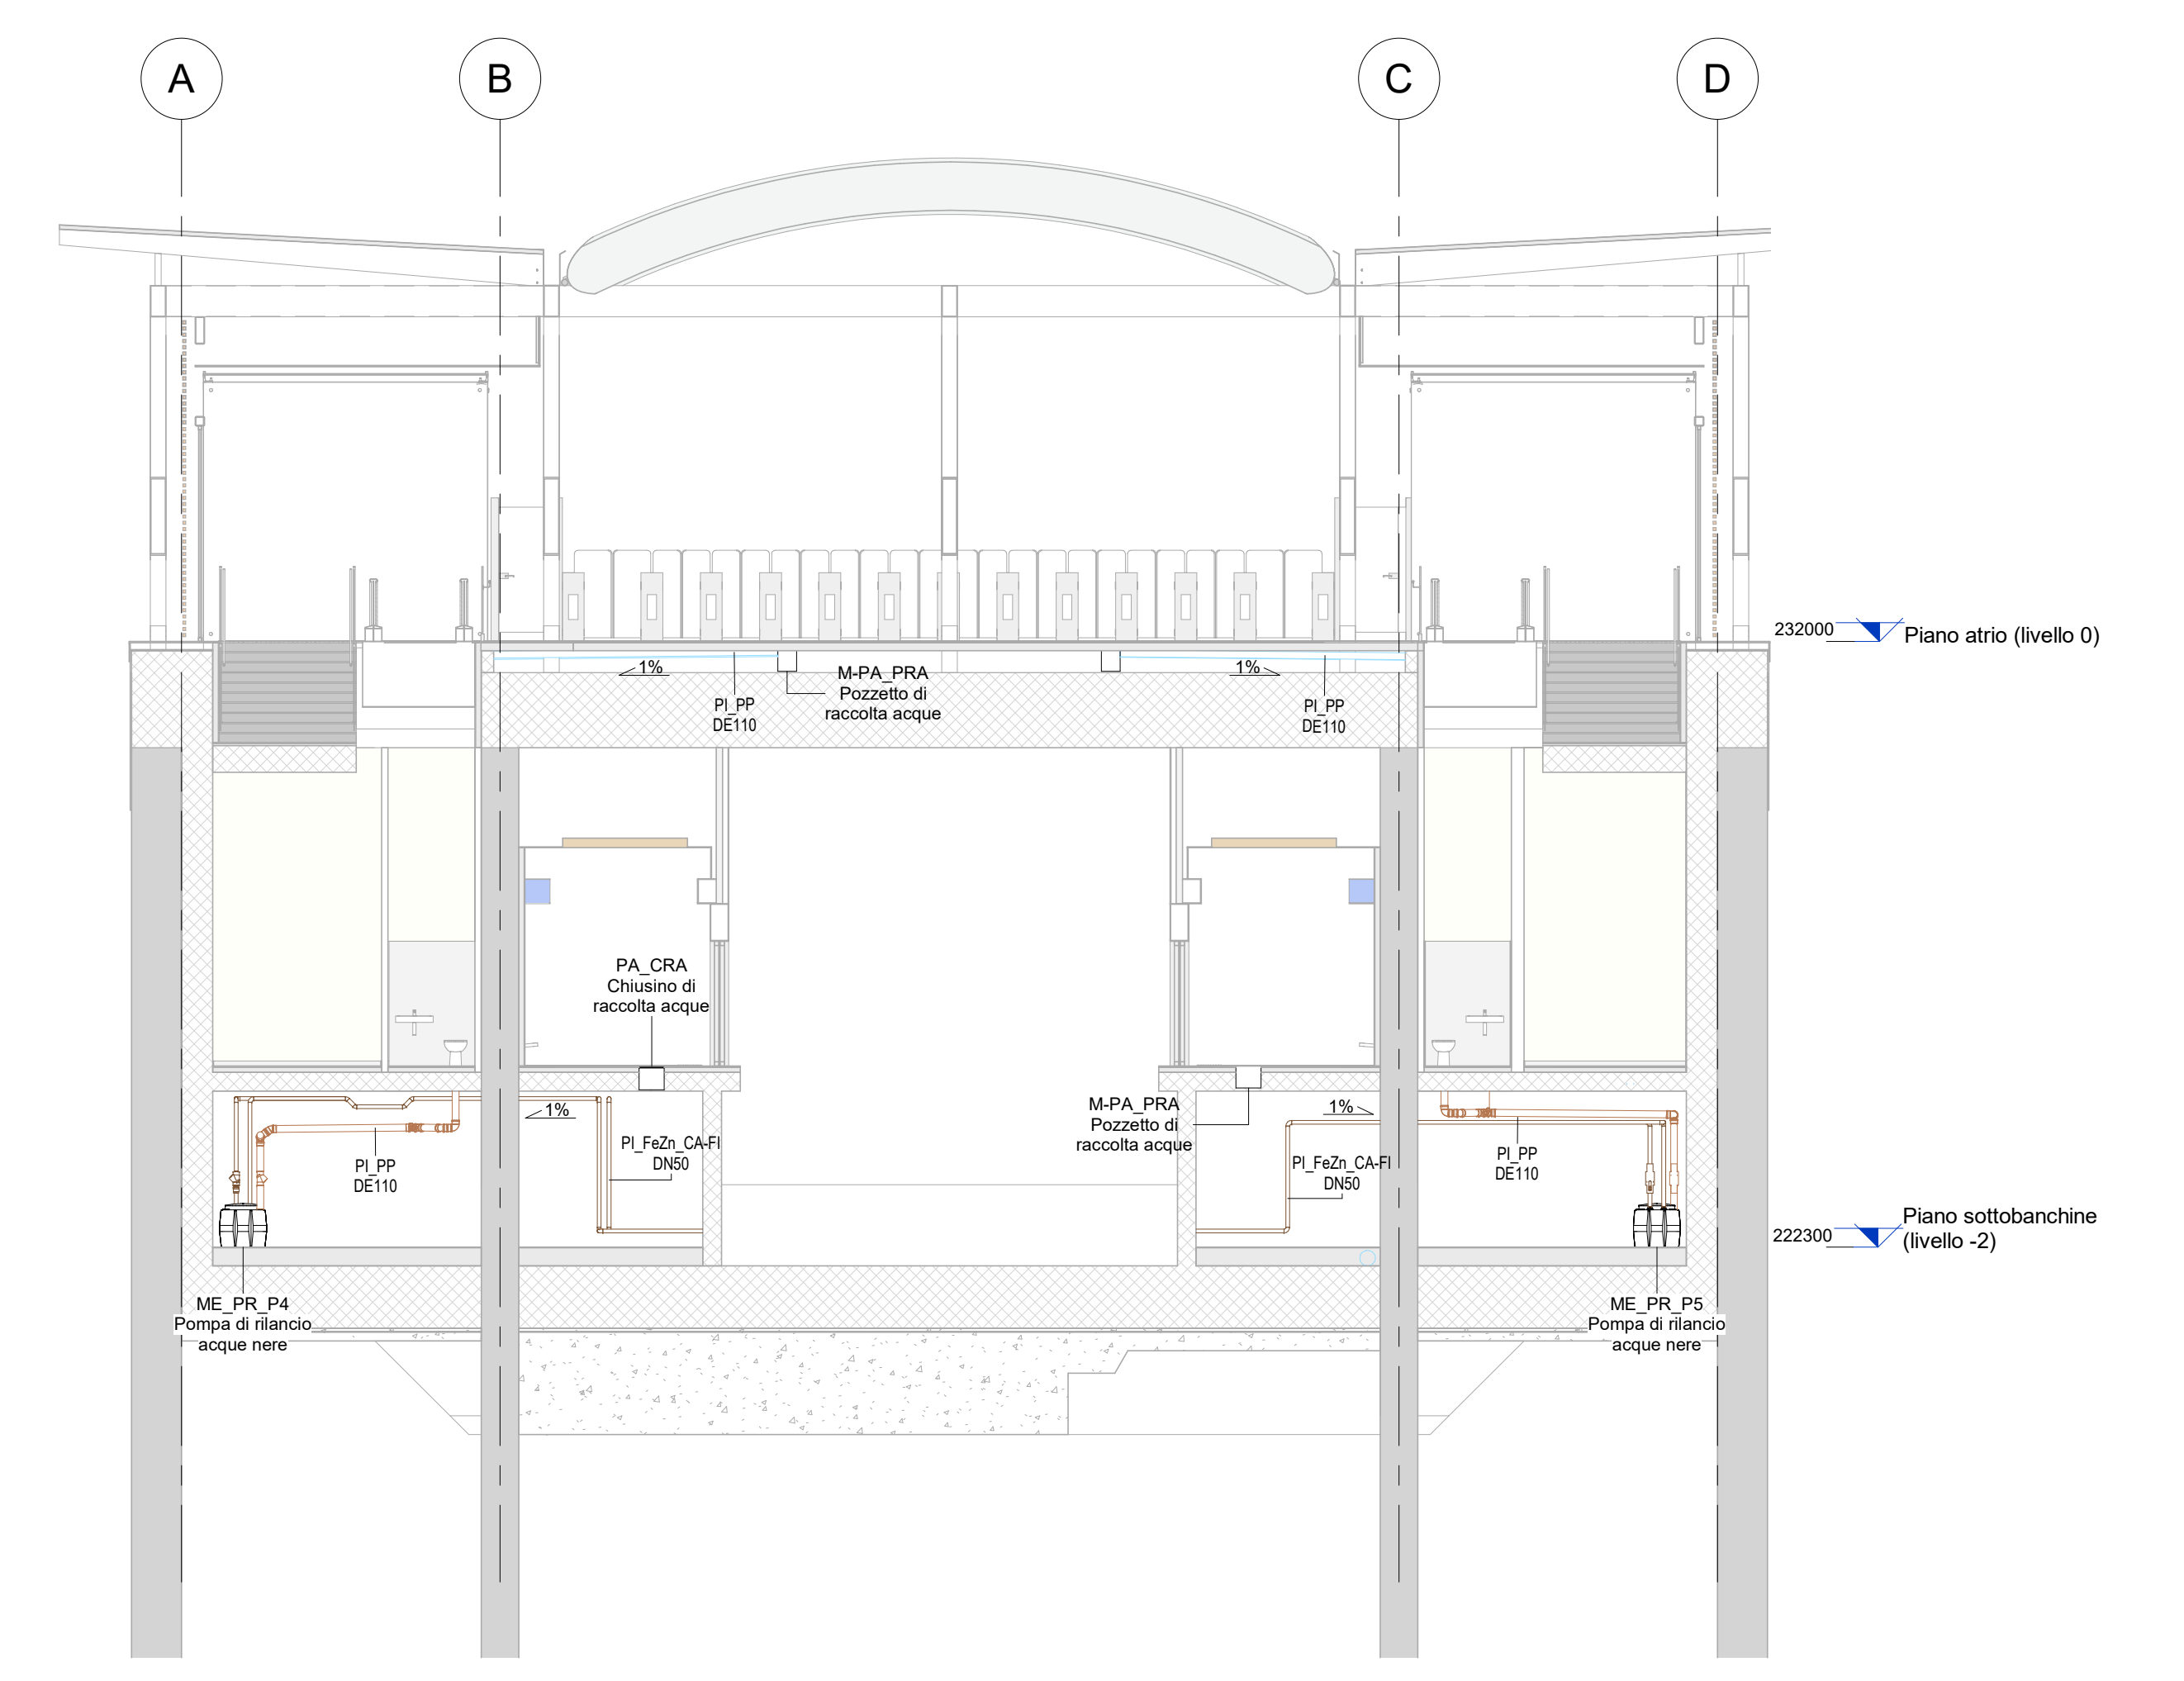 A
B
C
D
232000
Piano atrio (livello 0)
1%
1%
M-PA_PRA
Pozzetto di
raccolta acque
PI_PP
DE110
PI_PP
DE110
PA_CRA
Chiusino di
raccolta acque
1%
M-PA_PRA
Pozzetto di
raccolta acque
1%
PI_FeZn_CA-FI
DN50
PI_PP
DE110
PI_FeZn_CA-FI
DN50
PI_PP
DE110
222300
Piano sottobanchine
(livello -2)
ME_PR_P4
Pompa di rilancio
acque nere
ME_PR_P5
Pompa di rilancio
acque nere